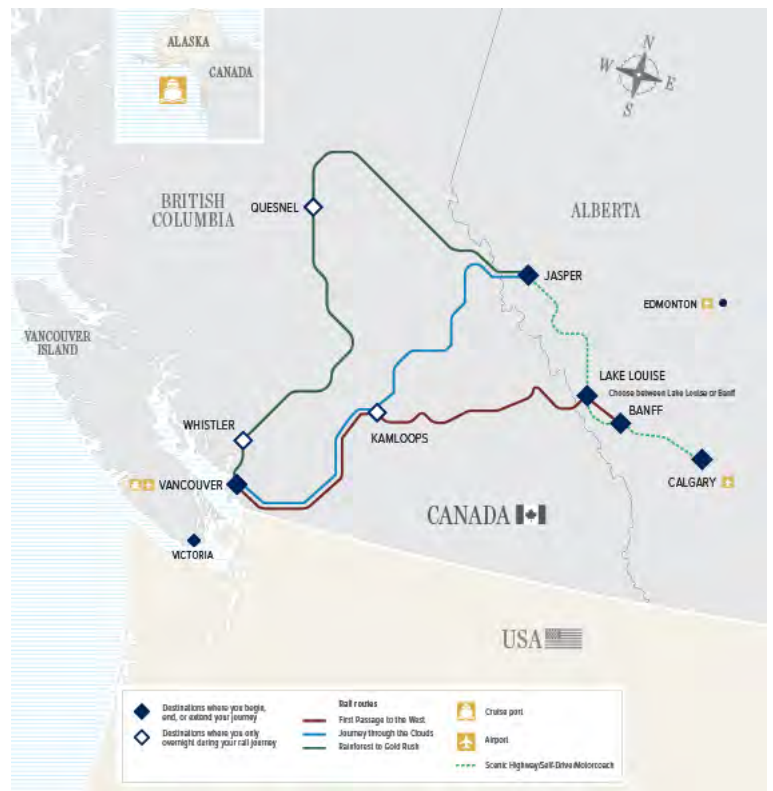 ALASKA
CANADA
N
W
E
S
BRITISH
COLUMBIA
QUESNEL
ALBERTA
JASPER
EDMONTON
VANCOUVER
ISLAND
LAKE LOUISE
Choose between Lake Louise or Banff
BANFF
WHISTLER
KAMLOOPS
CALGARY
VANCOUVER
CANADA
VICTORIA
USA
Destinations where you begin,
end, or extend your journey
Destinations where you only
overnight during your rail journey
Rail routes
First Passage to the West
Journey through the Clouds
Rainforest to Gold Rush
Cruise port
Airport
Scenic Highway/Self-Drive/Motorcoach